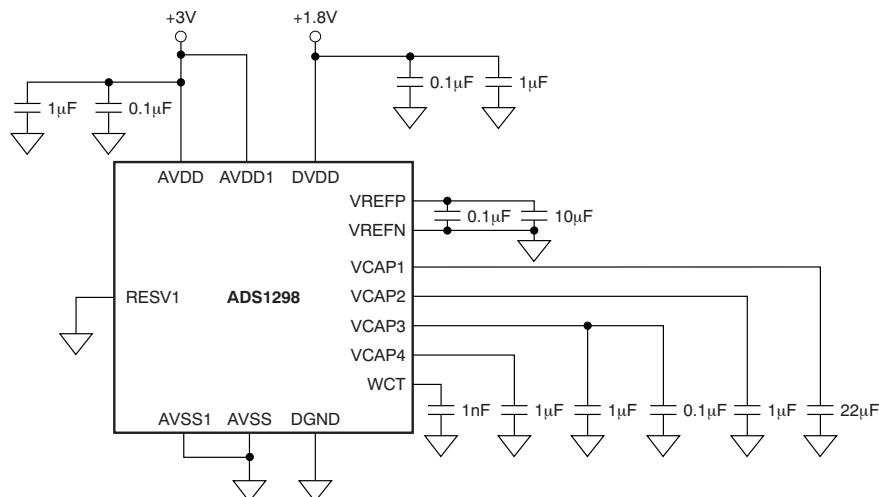 +3V
+1.8V
1μF
0.1μF
0.1μF
1μF
AVDD
AVDD1
DVDD
VREFP
VREFN
0.1μF
10μF
VCAP1
RESV1
ADS1298
VCAP2
VCAP3
VCAP4
WCT
1nF
1μF
1μF
0.1μF
1μF
22μF
AVSS1
AVSS
DGND